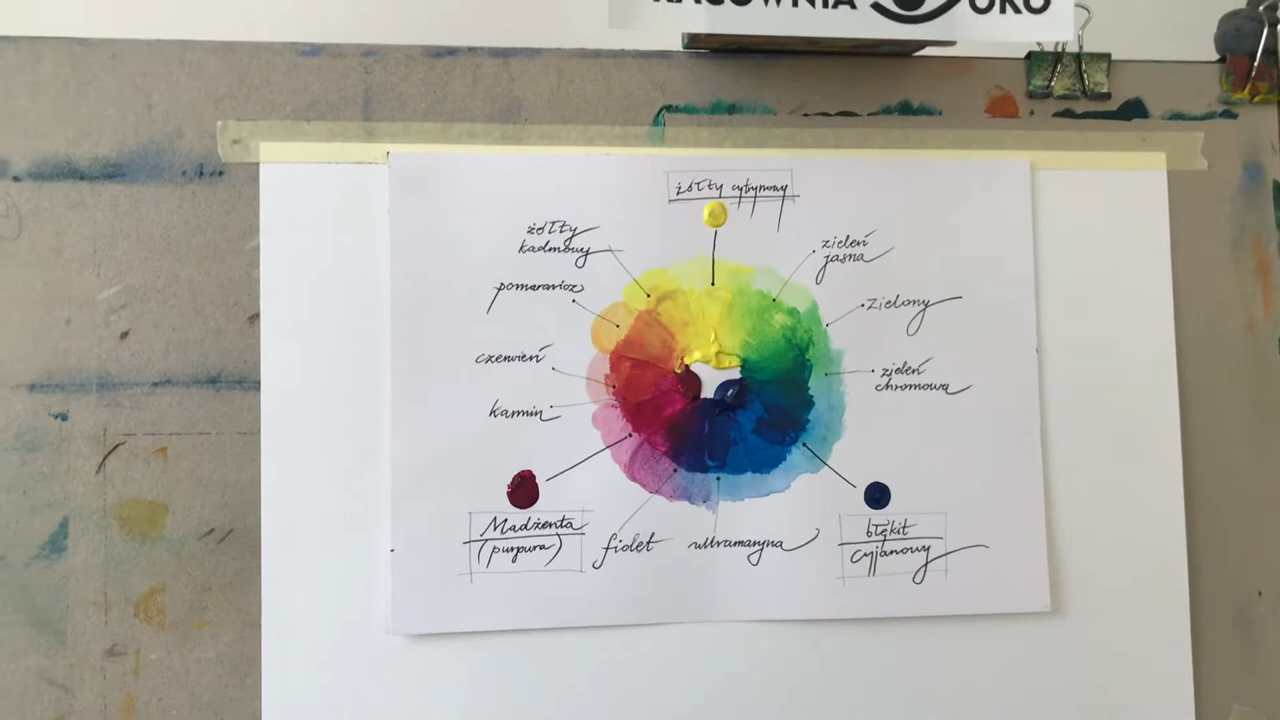 RACOWNIA OKO
żółty cytrynowy
żółty
kadmowy
zieleń
jasna
pomarańcz
zielony
czerwień
zieleń
chromowa
karmin
Madżenta
(purpura)
fiolet
ultramaryna
błękit
cyjanowy